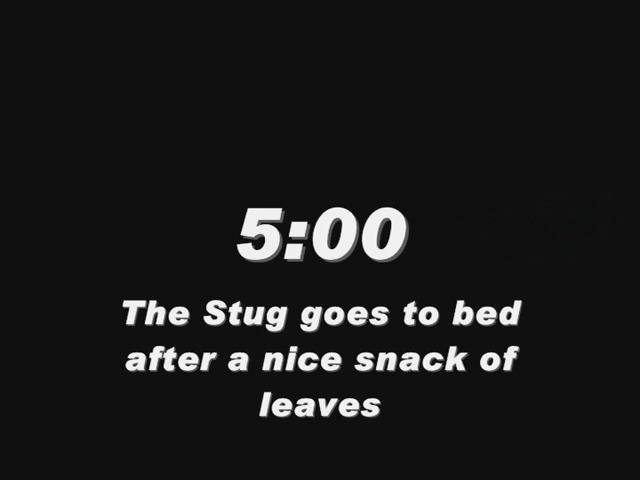 5:00
The Stug goes to bed
after a nice snack of
leaves